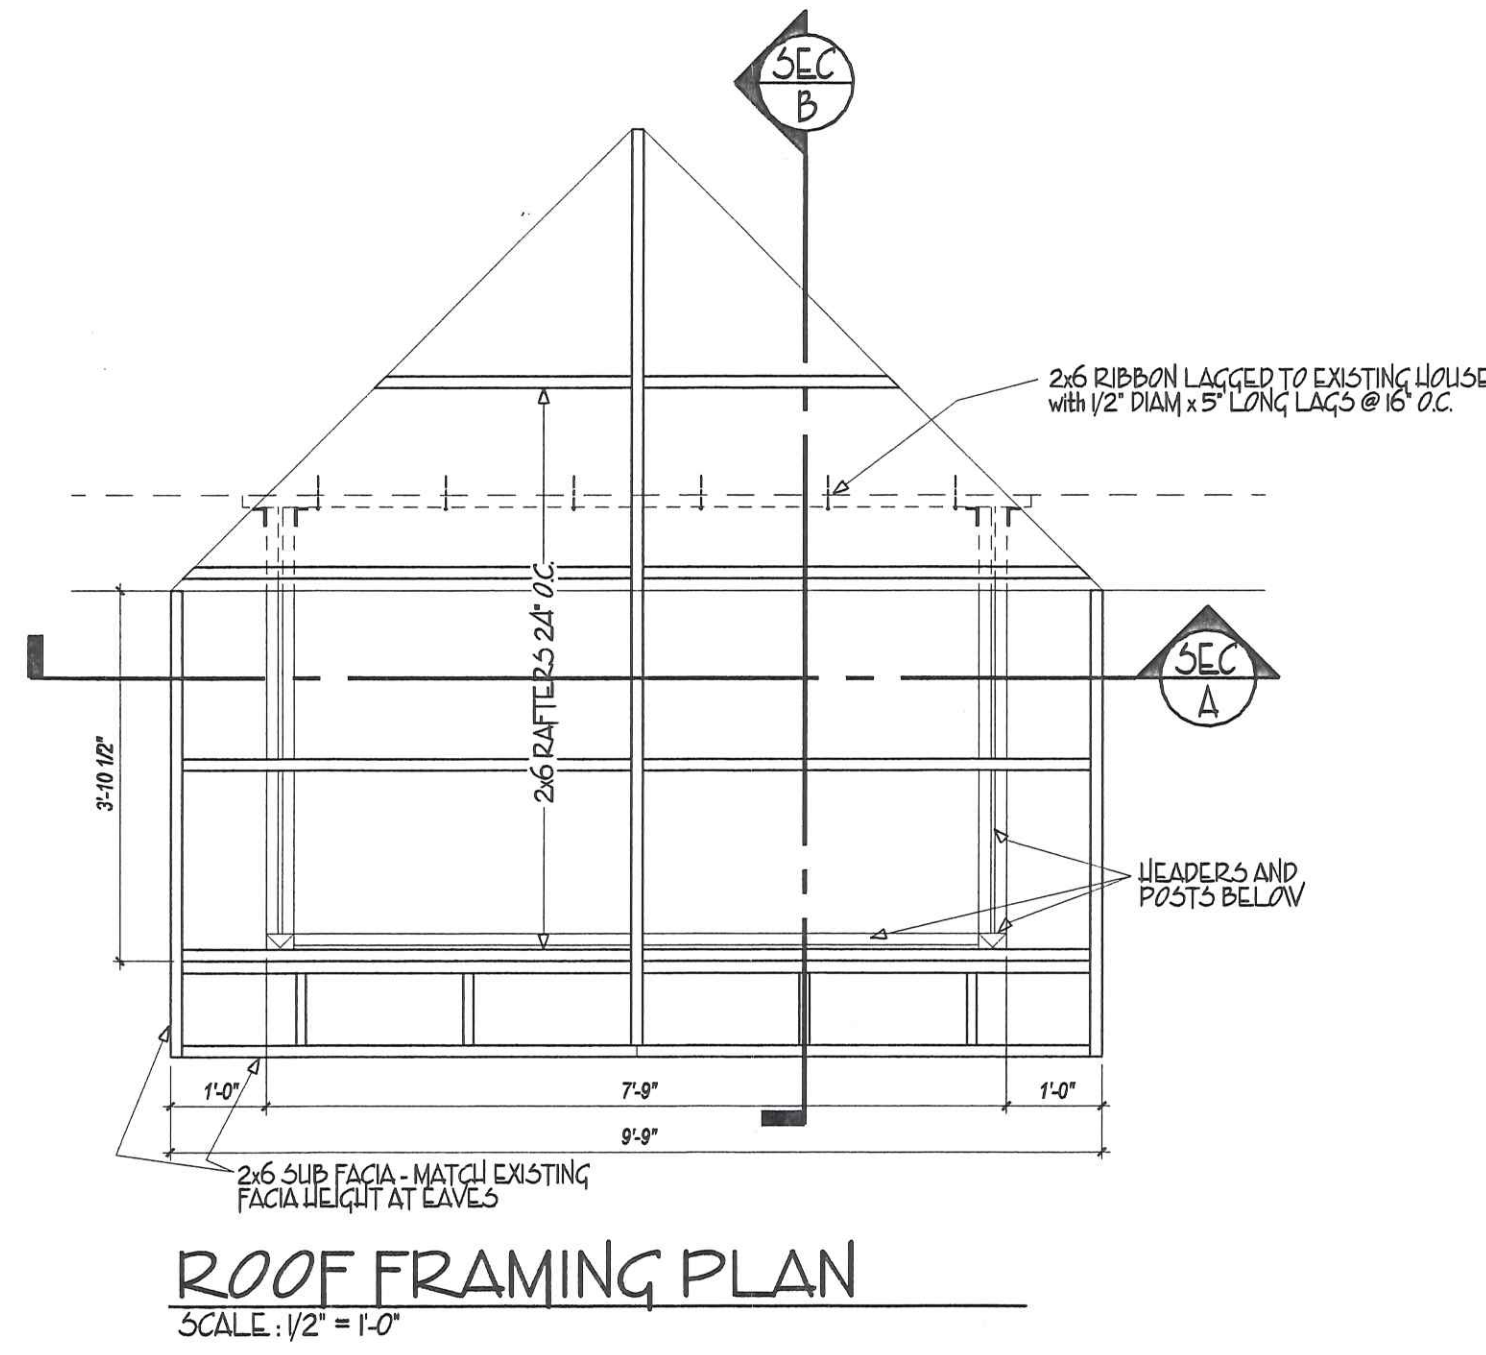 SEC
B
2x6 RIBBON LAGGED TO EXISTING HOUSE
with 1/2" DIAM x 5" LONG LAGS @ 16" O.C.
2x6 RAFTERS 24" O.C.
SEC
A
3'-10 1/2"
HEADERS AND
POSTS BELOW
1'-0"
7'-9"
1'-0"
9'-9"
2x6 SUB FACIA - MATCH EXISTING
FACIA HEIGHT AT EAVES
ROOF FRAMING PLAN
SCALE : 1/2" = 1'-0"